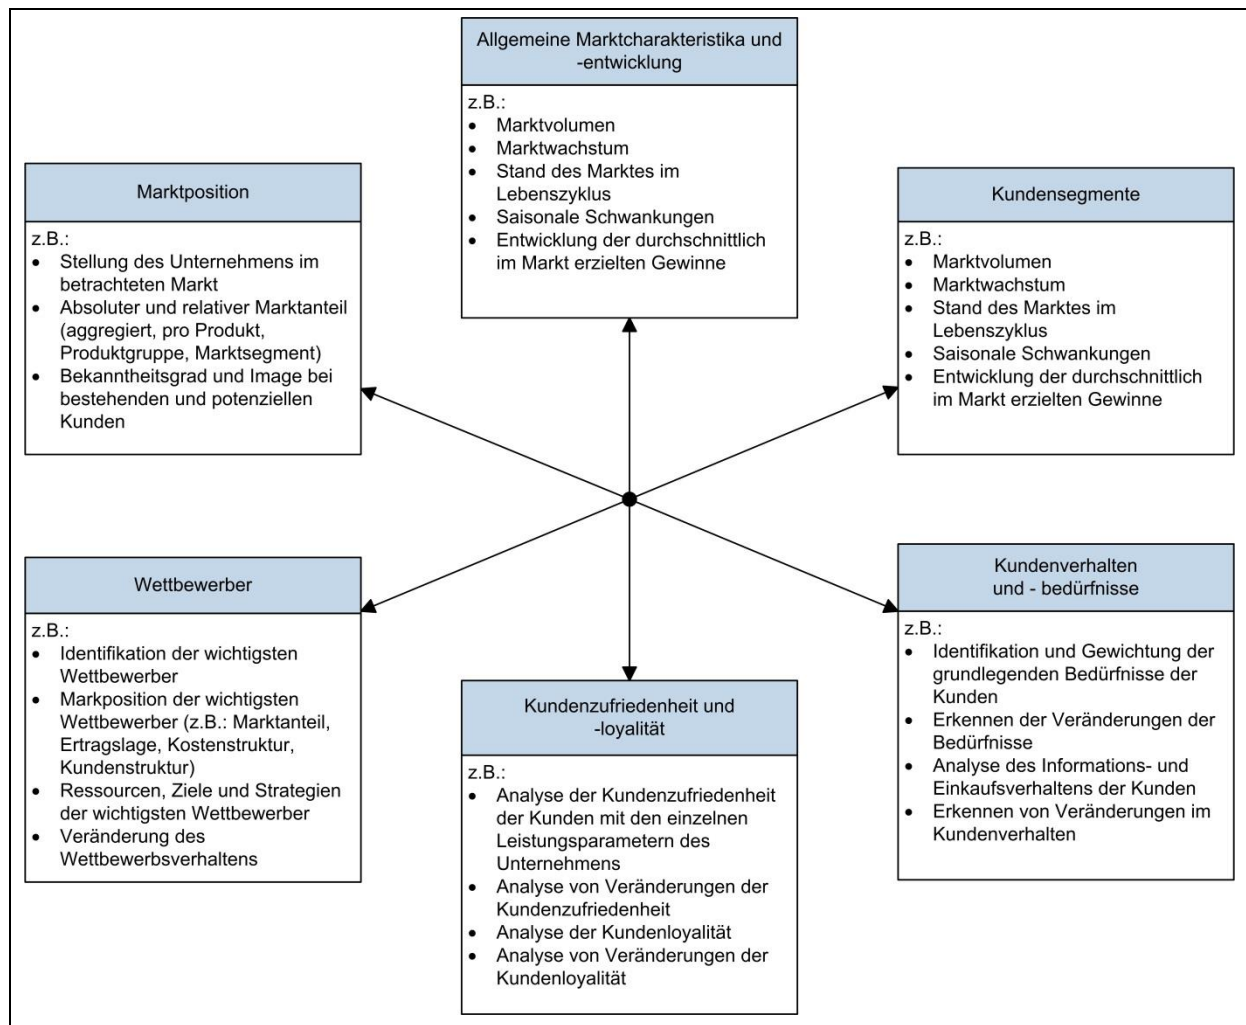 Allgemeine Marktcharakteristika und
-entwicklung
z.B.:
• Marktvolumen
• Marktwachstum
• Stand des Marktes im
Lebenszyklus
• Saisonale Schwankungen
• Entwicklung der durchschnittlich
im Markt erzielten Gewinne
Marktposition
z.B.:
• Stellung des Unternehmens im
betrachteten Markt
• Absoluter und relativer Marktanteil
(aggregiert, pro Produkt,
Produktgruppe, Marktsegment)
• Bekanntheitsgrad und Image bei
bestehenden und potenziellen
Kunden
Kundensegmente
z.B.:
• Marktvolumen
• Marktwachstum
• Stand des Marktes im
Lebenszyklus
• Saisonale Schwankungen
• Entwicklung der durchschnittlich
im Markt erzielten Gewinne
Wettbewerber
z.B.:
• Identifikation der wichtigsten
Wettbewerber
• Markposition der wichtigsten
Wettbewerber (z.B.: Marktanteil,
Ertragslage, Kostenstruktur,
Kundenstruktur)
• Ressourcen, Ziele und Strategien
der wichtigsten Wettbewerber
• Veränderung des
Wettbewerbsverhaltens
Kundenzufriedenheit und
-loyalität
z.B.:
• Analyse der Kundenzufriedenheit
der Kunden mit den einzelnen
Leistungsparametern des
Unternehmens
• Analyse von Veränderungen der
Kundenzufriedenheit
• Analyse der Kundenloyalität
• Analyse von Veränderungen der
Kundenloyalität
Kundenverhalten
und - bedürfnisse
z.B.:
• Identifikation und Gewichtung der
grundlegenden Bedürfnisse der
Kunden
• Erkennen der Veränderungen der
Bedürfnisse
• Analyse des Informations- und
Einkaufsverhaltens der Kunden
• Erkennen von Veränderungen im
Kundenverhalten